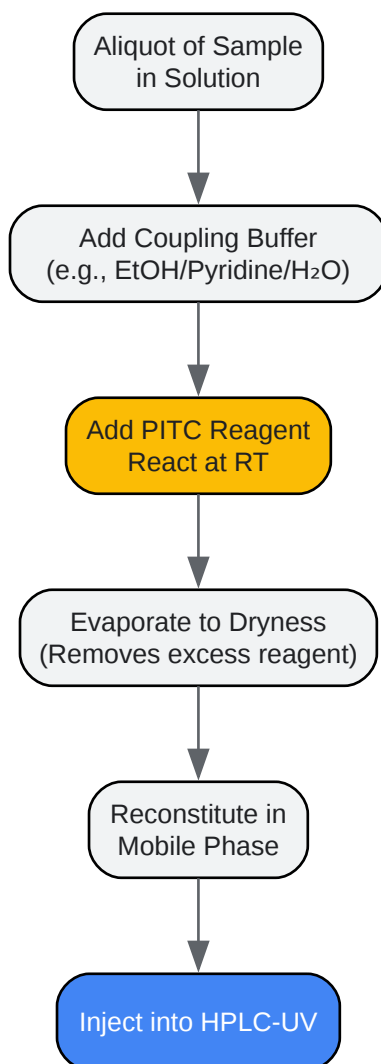 Aliquot of Sample
in Solution
Add Coupling Buffer
(e.g., EtOH/Pyridine/H₂O)
Add PITC Reagent
React at RT
Evaporate to Dryness
(Removes excess reagent)
Reconstitute in
Mobile Phase
Inject into HPLC-UV